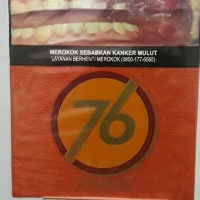 MEROKOK SEBABKAN KANKER MULUT
LAYANAN BERHENTI MEROKOK (0800-177-6565)
76